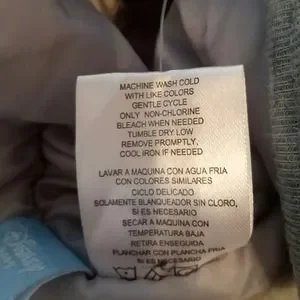 MACHINE WASH COLD
WITH LIKE COLORS
GENTLE CYCLE
ONLY NON-CHLORINE
BLEACH WHEN NEEDED
TUMBLE DRY LOW
REMOVE PROMPTLY,
COOL IRON IF NEEDED
LAVAR A MAQUINA CON AGUA FRIA
CON COLORES SIMILARES
CICLO DELICADO
SOLAMENTE BLANQUEADOR SIN CLORO,
SI ES NECESARIO
SECAR A MAQUINA CON
TEMPERATURA BAJA
RETIRA ENSEGUIDA
PLANCHAR CON PLANCHA FRIA
SI ES NECESARIO